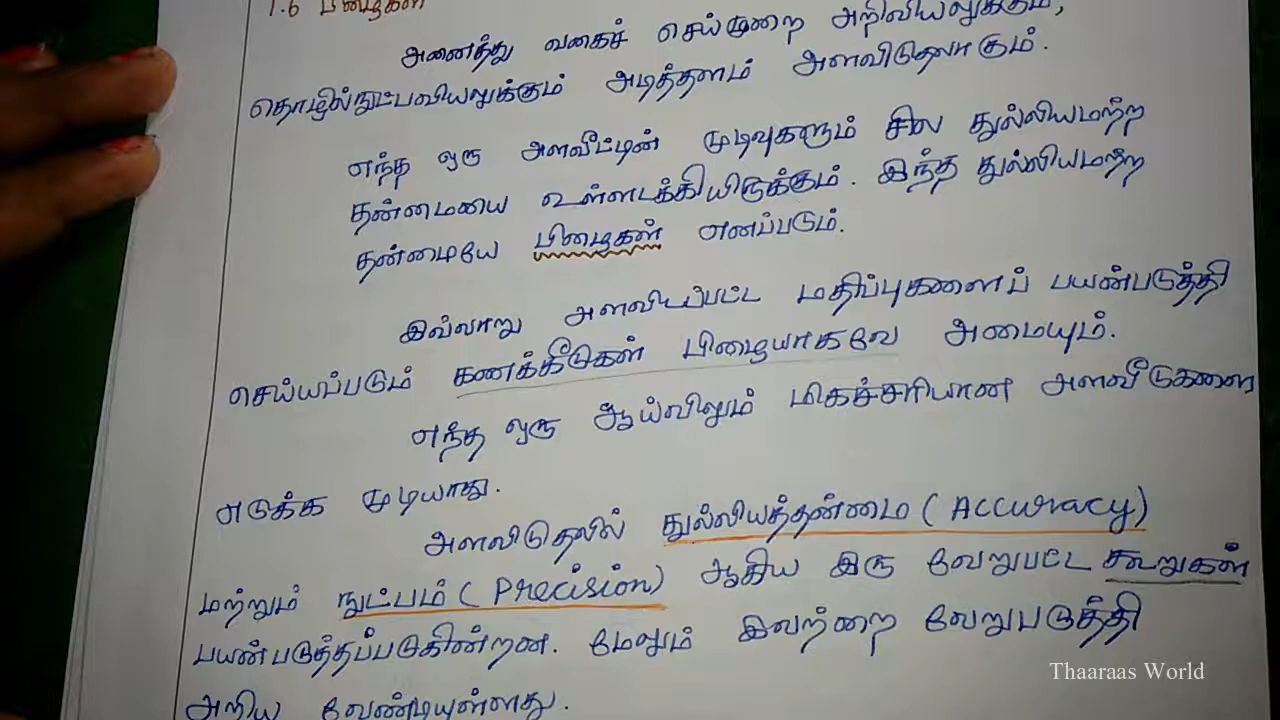 1.6 பிழைகள்
அனைத்து வகைச் செய்முறை அறிவியலுக்கும்,
தொழில்நுட்பவியலுக்கும் அடித்தளம் அளவிடுதலாகும்.
எந்த ஒரு அளவீட்டின் முடிவுகளும் சில துல்லியமற்ற
தன்மையை உள்ளடக்கியிருக்கும். இந்த துல்லியமற்ற
தன்மையே பிழைகள் எனப்படும்.
இவ்வாறு அளவிடப்பட்ட மதிப்புகளைப் பயன்படுத்தி
செய்யப்படும் கணக்கீடுகள் பிழையாகவே அமையும்.
எந்த ஒரு ஆய்விலும் மிகச்சரியான அளவீடுகளை
எடுக்க முடியாது.
அளவிடுதலில் துல்லியத்தன்மை (Accuracy)
மற்றும் நுட்பம் (Precision) ஆகிய இரு வேறுபட்ட கூறுகள்
பயன்படுத்தப்படுகின்றன. மேலும் இவற்றை வேறுபடுத்தி
அறிய வேண்டியுள்ளது.
Thaaraas World